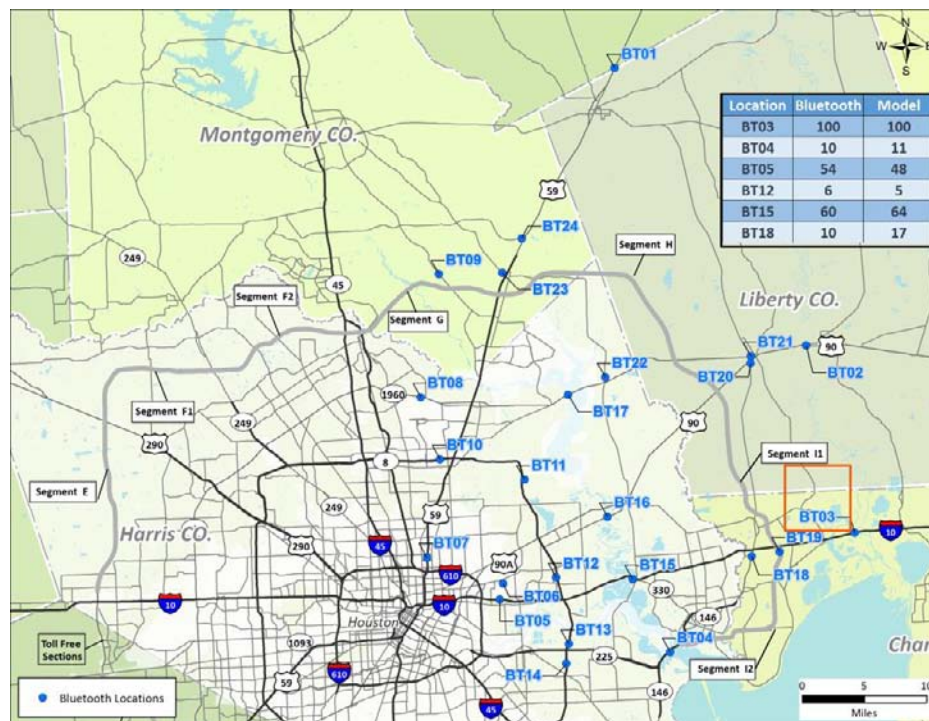 BT01
N
W E
S
Location Bluetooth Model
BT03 100 100
BT04 10 11
BT05 54 48
BT12 6 5
BT15 60 64
BT18 10 17
Montgomery CO.
59
BT24
Segment H
249
45
BT09
Segment F2
BT23
Segment G
Liberty CO.
BT21
90
BT20
BT02
BT22
BT08
1960
BT17
Segment F1
249
90
290
BT10
8
BT11
Segment I1
Segment E
249
59
BT16
BT03
Harris CO.
290
45
BT07
90A
BT12
BT15
BT19
10
610
BT18
10
10
BT06
330
BT05
146
Houston
Toll Free
Sections
1093
BT13
BT04
225
Char
59
610
BT14
Segment I2
146
45
Bluetooth Locations
0 5 10
Miles